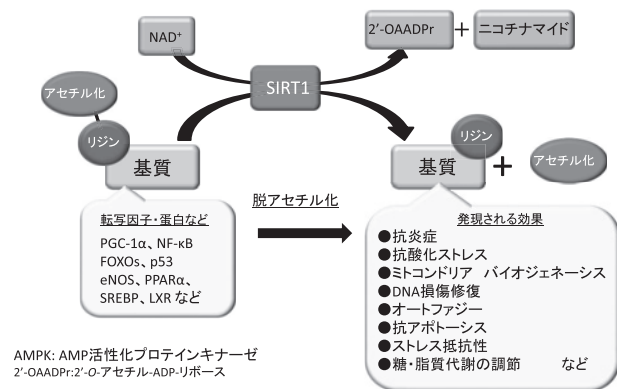 NAD⁺
2’-OAADPr
+
ニコチナマイド
SIRT1
アセチル化
リジン
基質
リジン
基質
+
アセチル化
転写因子・蛋白など
PGC-1α、NF-κB
FOXOs、p53
eNOS、PPARα、
SREBP、LXR など
脱アセチル化
発現される効果
●抗炎症
●抗酸化ストレス
●ミトコンドリア　バイオジェネーシス
●DNA損傷修復
●オートファジー
●抗アポトーシス
●ストレス抵抗性
●糖・脂質代謝の調節　　など
AMPK: AMP活性化プロテインキナーゼ
2’-OAADPr:2’-O-アセチル-ADP-リボース